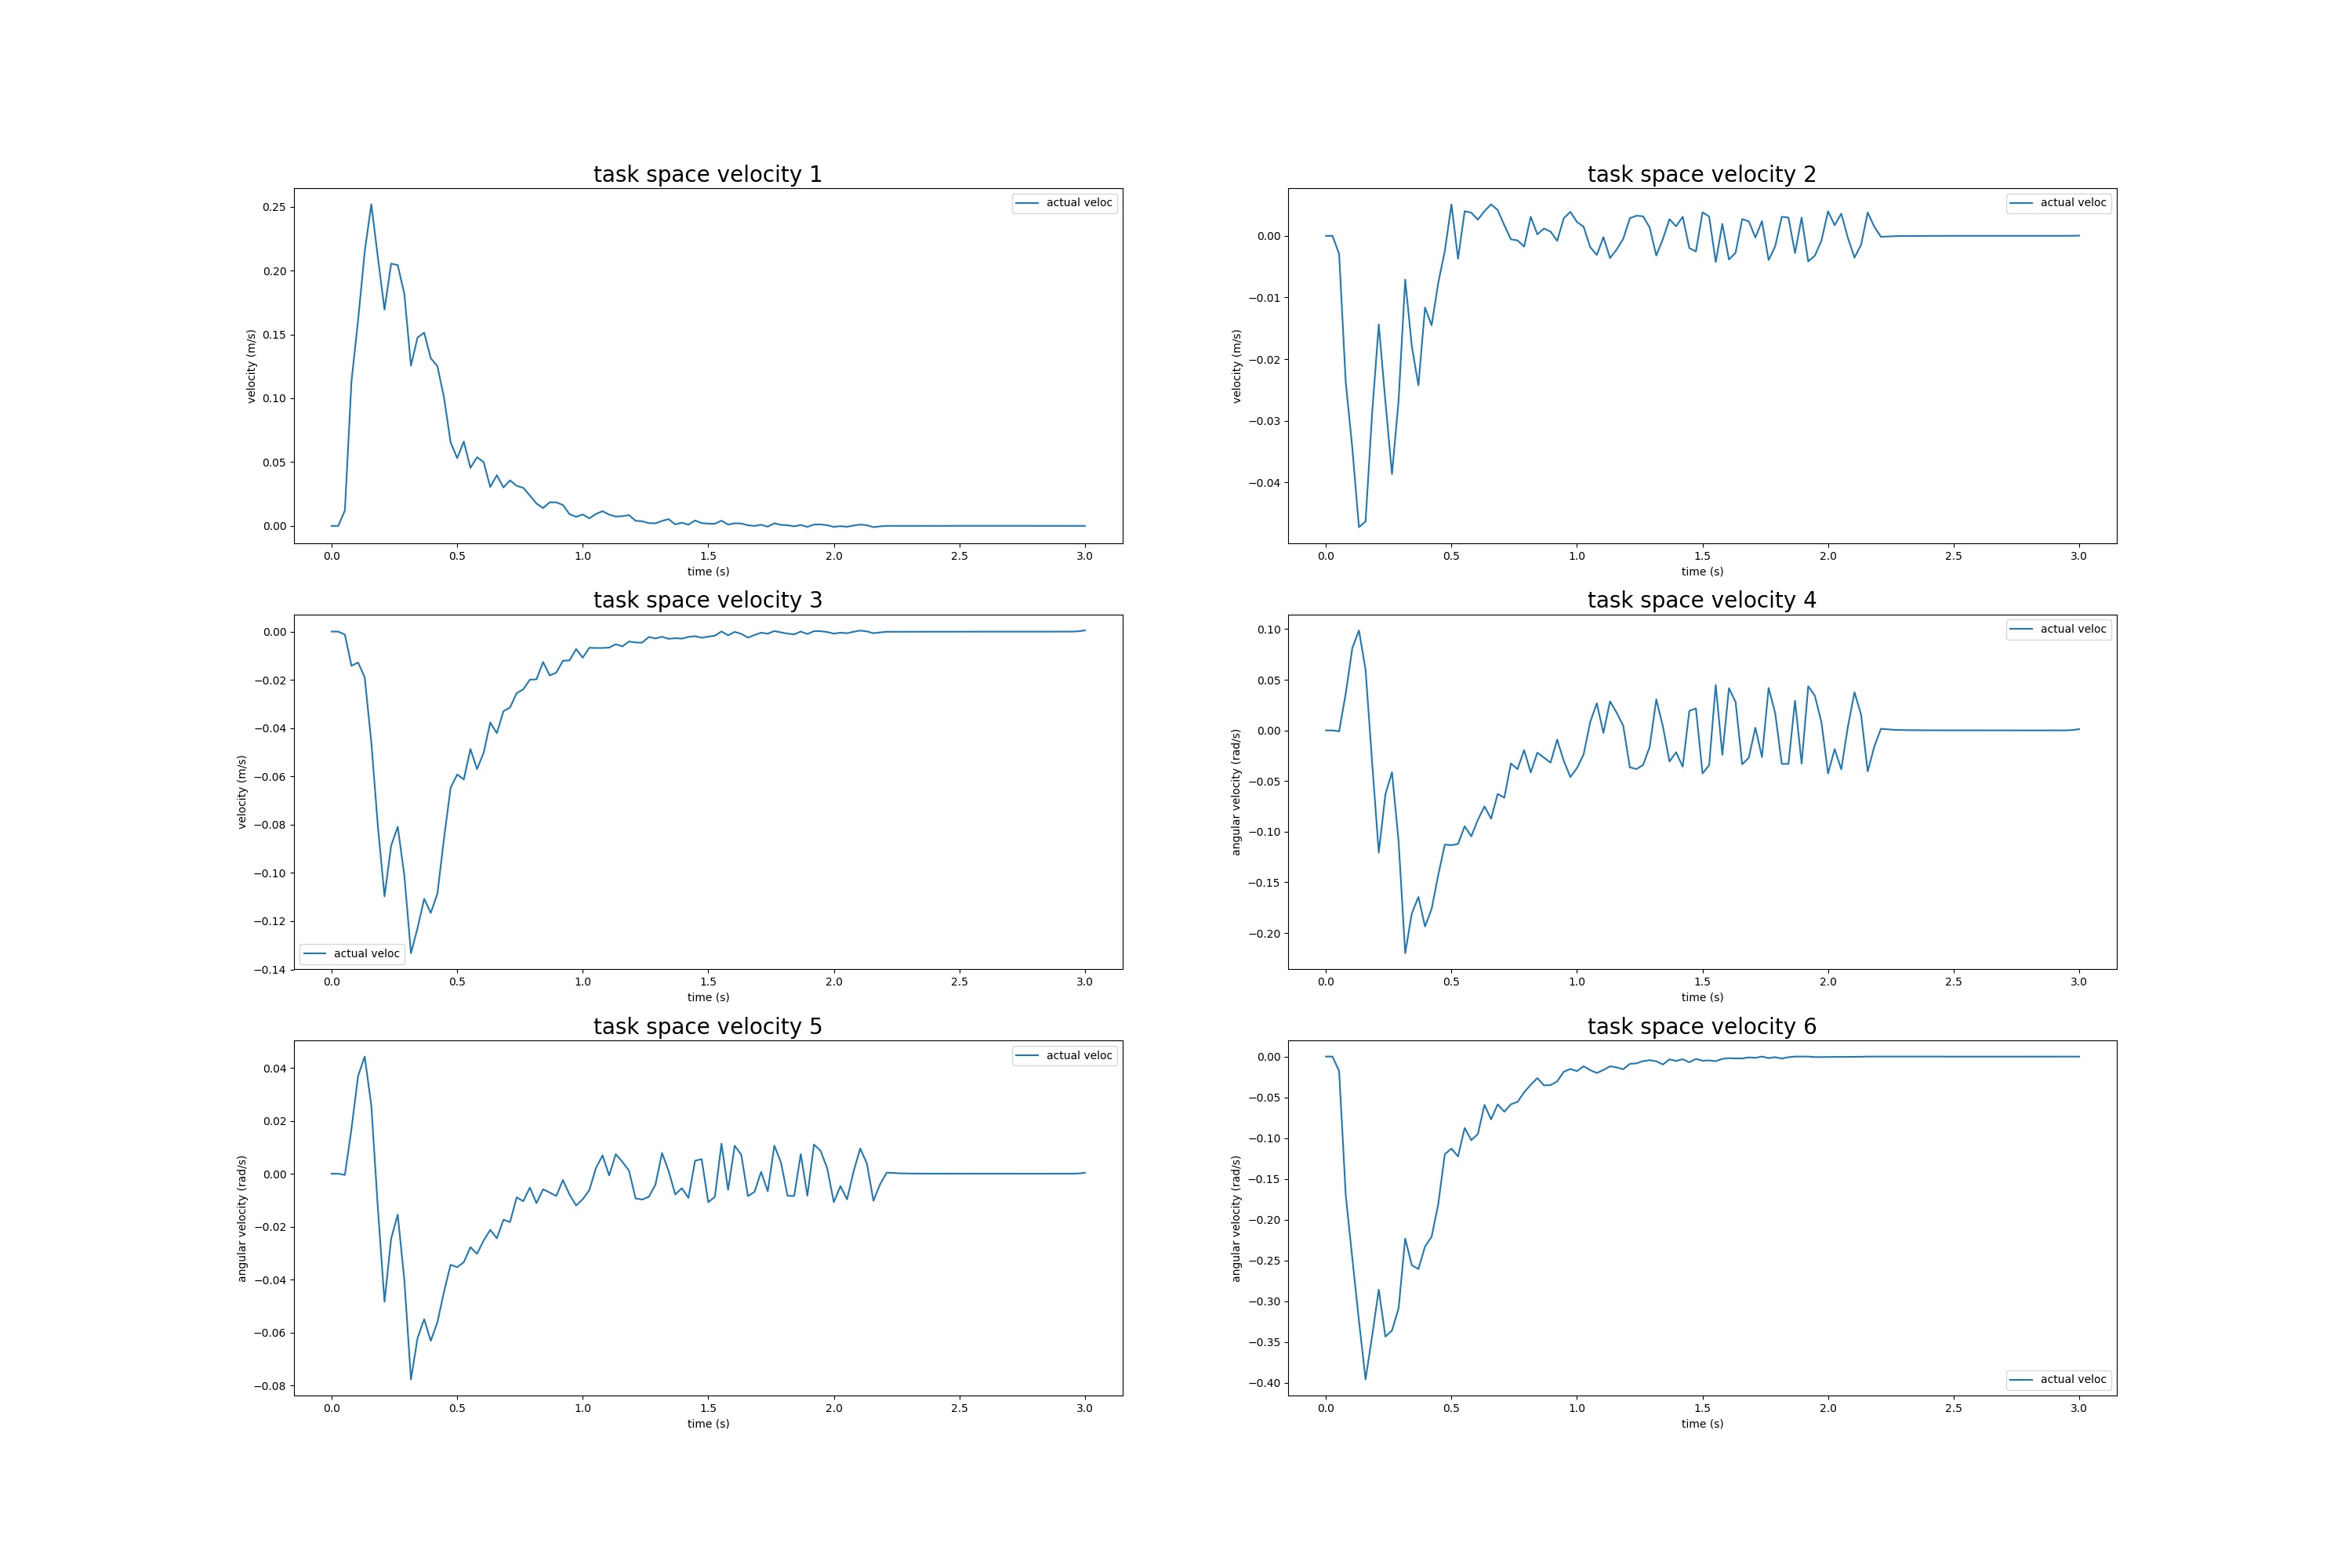 task space velocity 1
actual veloc
0.25
0.20
0.15
0.10
0.05
0.00
velocity (m/s)
0.0 0.5 1.0 1.5 2.0 2.5 3.0
time (s)
task space velocity 2
actual veloc
0.00
−0.01
−0.02
−0.03
−0.04
velocity (m/s)
0.0 0.5 1.0 1.5 2.0 2.5 3.0
time (s)
task space velocity 3
0.00
−0.02
−0.04
−0.06
−0.08
−0.10
−0.12
−0.14
velocity (m/s)
actual veloc
0.0 0.5 1.0 1.5 2.0 2.5 3.0
time (s)
task space velocity 4
actual veloc
0.10
0.05
0.00
−0.05
−0.10
−0.15
−0.20
angular velocity (rad/s)
0.0 0.5 1.0 1.5 2.0 2.5 3.0
time (s)
task space velocity 5
actual veloc
0.04
0.02
0.00
−0.02
−0.04
−0.06
−0.08
angular velocity (rad/s)
0.0 0.5 1.0 1.5 2.0 2.5 3.0
time (s)
task space velocity 6
0.00
−0.05
−0.10
−0.15
−0.20
−0.25
−0.30
−0.35
−0.40
angular velocity (rad/s)
actual veloc
0.0 0.5 1.0 1.5 2.0 2.5 3.0
time (s)